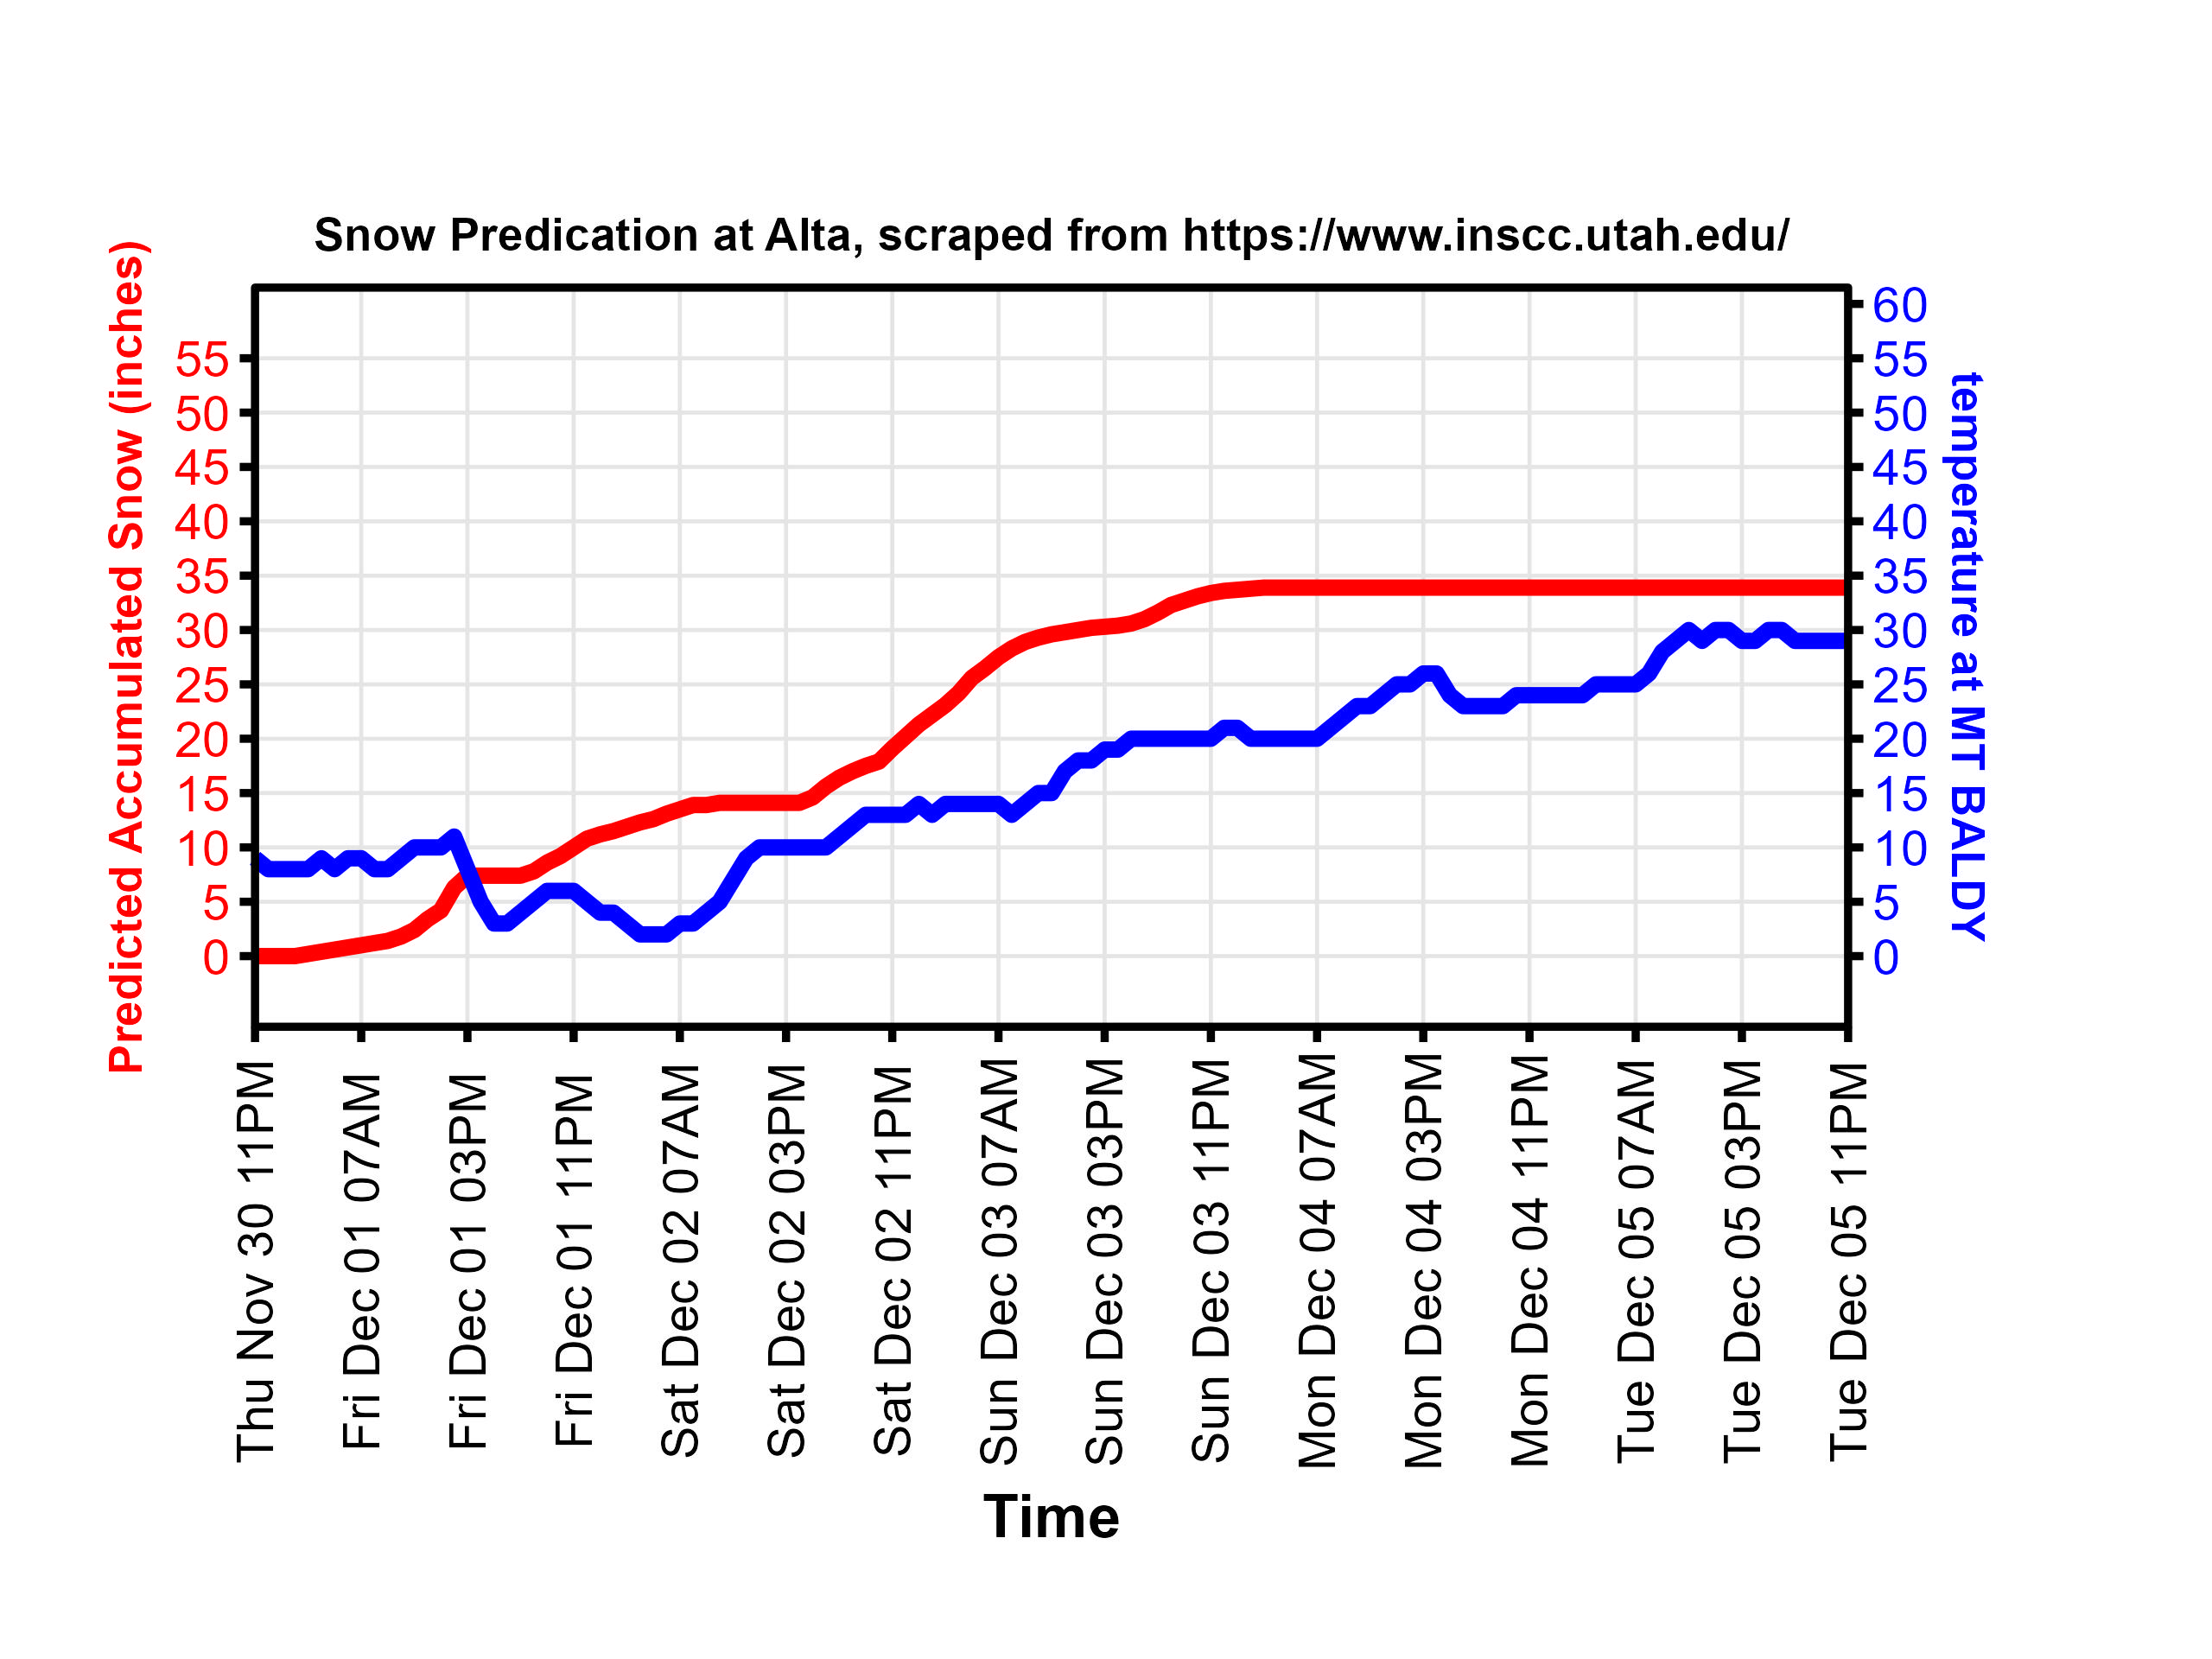 Snow Predication at Alta, scraped from https://www.inscc.utah.edu/
Predicted Accumulated Snow (inches)
55
50
45
40
35
30
25
20
15
10
5
0
60
55
50
45
40
35
30
25
20
15
10
5
0
temperature at MT BALDY
Thu Nov 30 11PM
Fri Dec 01 07AM
Fri Dec 01 03PM
Fri Dec 01 11PM
Sat Dec 02 07AM
Sat Dec 02 03PM
Sat Dec 02 11PM
Sun Dec 03 07AM
Sun Dec 03 03PM
Sun Dec 03 11PM
Mon Dec 04 07AM
Mon Dec 04 03PM
Mon Dec 04 11PM
Tue Dec 05 07AM
Tue Dec 05 03PM
Tue Dec 05 11PM
Time